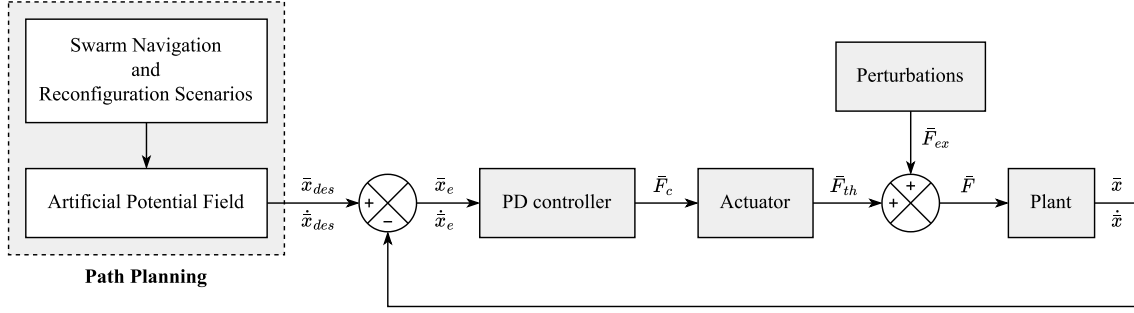 Swarm Navigation
and
Reconfiguration Scenarios
Artificial Potential Field
Path Planning
x̄_des
ẋ̄_des
+
−
x̄_e
ẋ̄_e
PD controller
F̄_c
Actuator
F̄_th
Perturbations
F̄_ex
+
+
F̄
Plant
x̄
ẋ̄